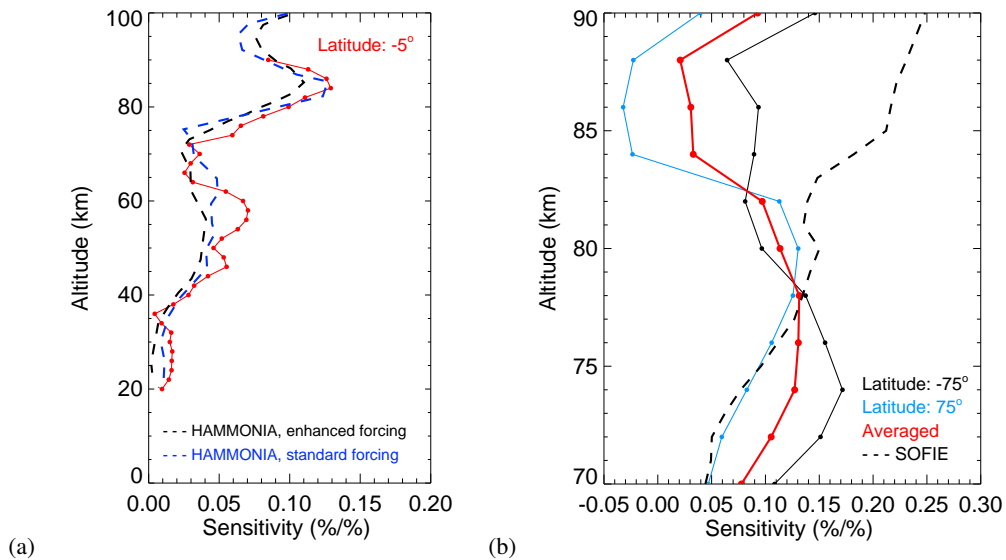 100
80
60
40
20
0
Altitude (km)
Latitude: -5°
HAMMONIA, enhanced forcing
HAMMONIA, standard forcing
0.00 0.05 0.10 0.15 0.20
Sensitivity (%/%)
(a)
90
85
80
75
70
Altitude (km)
Latitude: -75°
Latitude: 75°
Averaged
SOFIE
-0.05 0.00 0.05 0.10 0.15 0.20 0.25 0.30
Sensitivity (%/%)
(b)